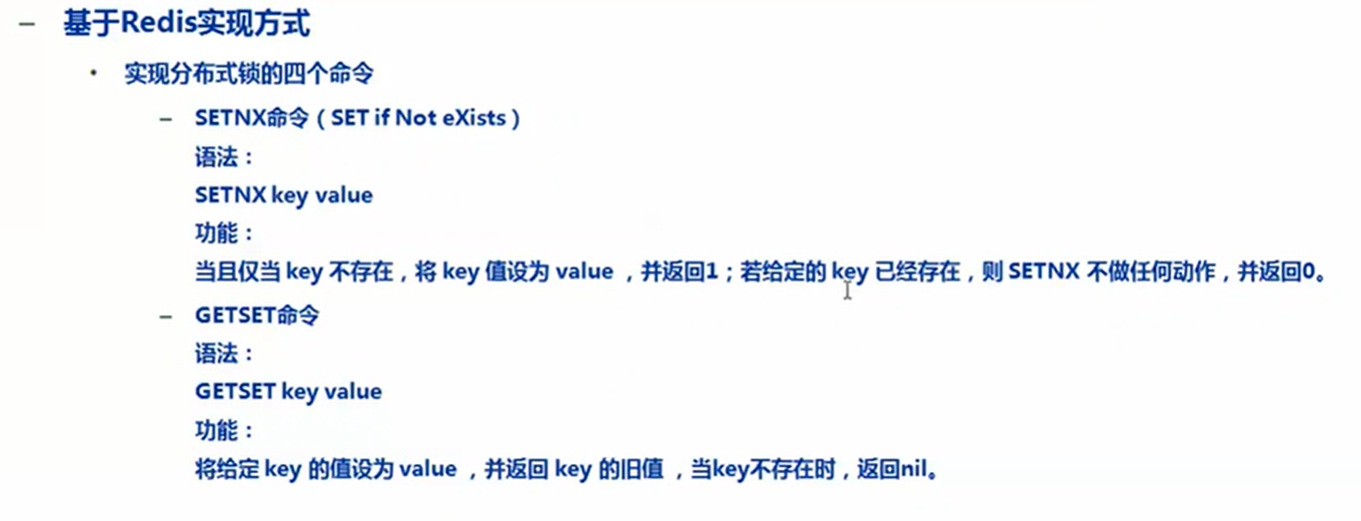 – 基于Redis实现方式
• 实现分布式锁的四个命令
– SETNX命令（SET if Not eXists）
语法：
SETNX key value
功能：
当且仅当 key 不存在，将 key 值设为 value ，并返回1；若给定的 key 已经存在，则 SETNX 不做任何动作，并返回0。
– GETSET命令
语法：
GETSET key value
功能：
将给定 key 的值设为 value ，并返回 key 的旧值 ，当key不存在时，返回nil。